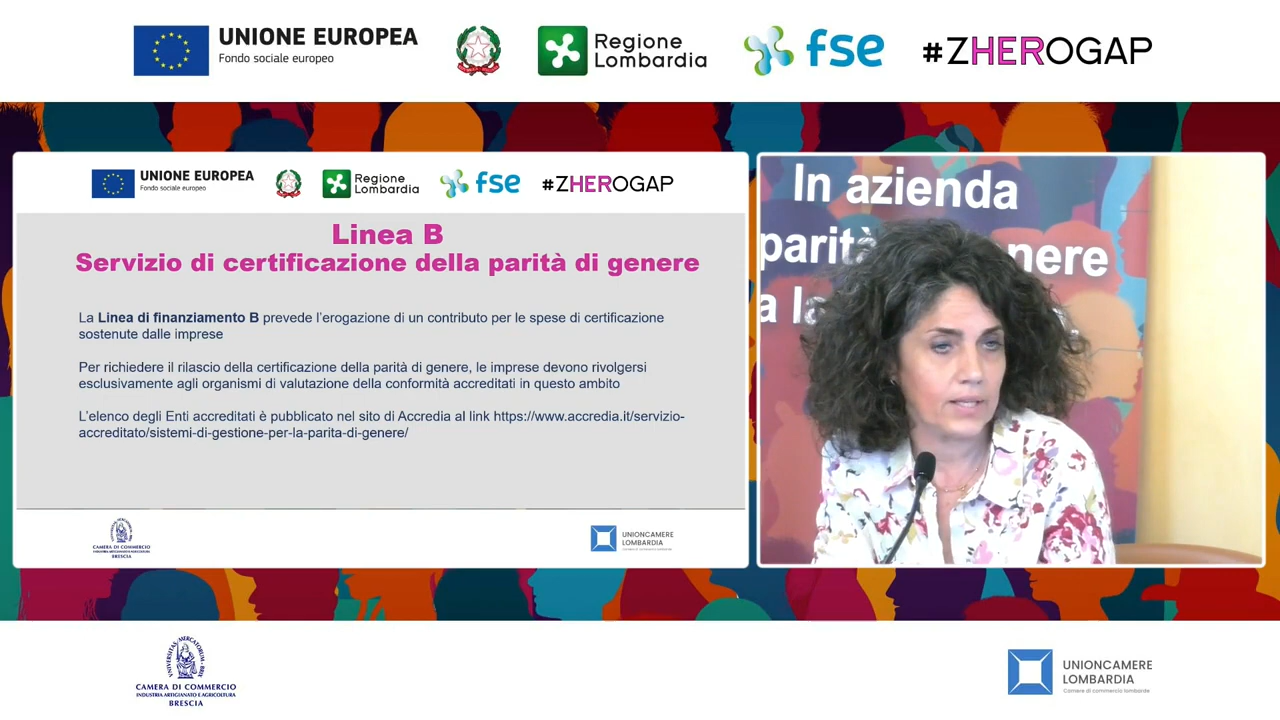 UNIONE EUROPEA
Fondo sociale europeo
Regione
Lombardia
fse
#ZHEROGAP
UNIONE EUROPEA
Fondo sociale europeo
Regione
Lombardia
fse
#ZHEROGAP
Linea B
Servizio di certificazione della parità di genere
La Linea di finanziamento B prevede l’erogazione di un contributo per le spese di certificazione
sostenute dalle imprese
Per richiedere il rilascio della certificazione della parità di genere, le imprese devono rivolgersi
esclusivamente agli organismi di valutazione della conformità accreditati in questo ambito
L’elenco degli Enti accreditati è pubblicato nel sito di Accredia al link https://www.accredia.it/servizio-
accreditato/sistemi-di-gestione-per-la-parita-di-genere/
CAMERA DI COMMERCIO
INDUSTRIA ARTIGIANATO E AGRICOLTURA
BRESCIA
UNIONCAMERE
LOMBARDIA
In azienda
parità nere
a la
CAMERA DI COMMERCIO
INDUSTRIA ARTIGIANATO E AGRICOLTURA
BRESCIA
UNIONCAMERE
LOMBARDIA
Camere di commercio lombarde